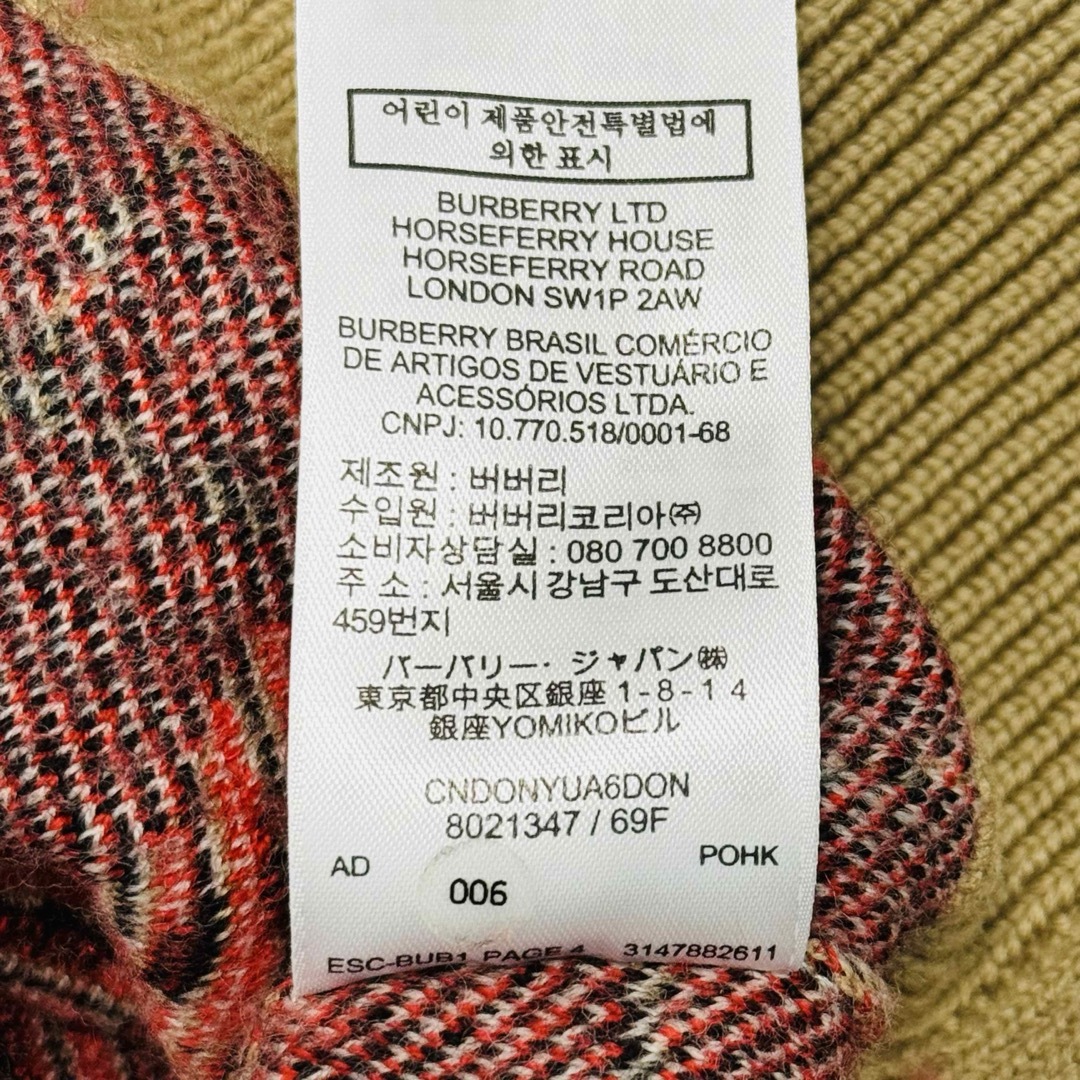 어린이 제품안전특별법에
의한 표시
BURBERRY LTD
HORSEFERRY HOUSE
HORSEFERRY ROAD
LONDON SW1P 2AW
BURBERRY BRASIL COMÉRCIO
DE ARTIGOS DE VESTUÁRIO E
ACESSÓRIOS LTDA.
CNPJ: 10.770.518/0001-68
제조원 : 버버리
수입원 : 버버리코리아㈜
소비자상담실 : 080 700 8800
주 소 : 서울시 강남구 도산대로
459번지
バーバリー・ジャパン㈱
東京都中央区銀座 1-8-14
銀座YOMIKOビル
CNDONYUA6DON
8021347 / 69F
AD POHK
006
ESC-BUB1 PAGE 4 3147882611